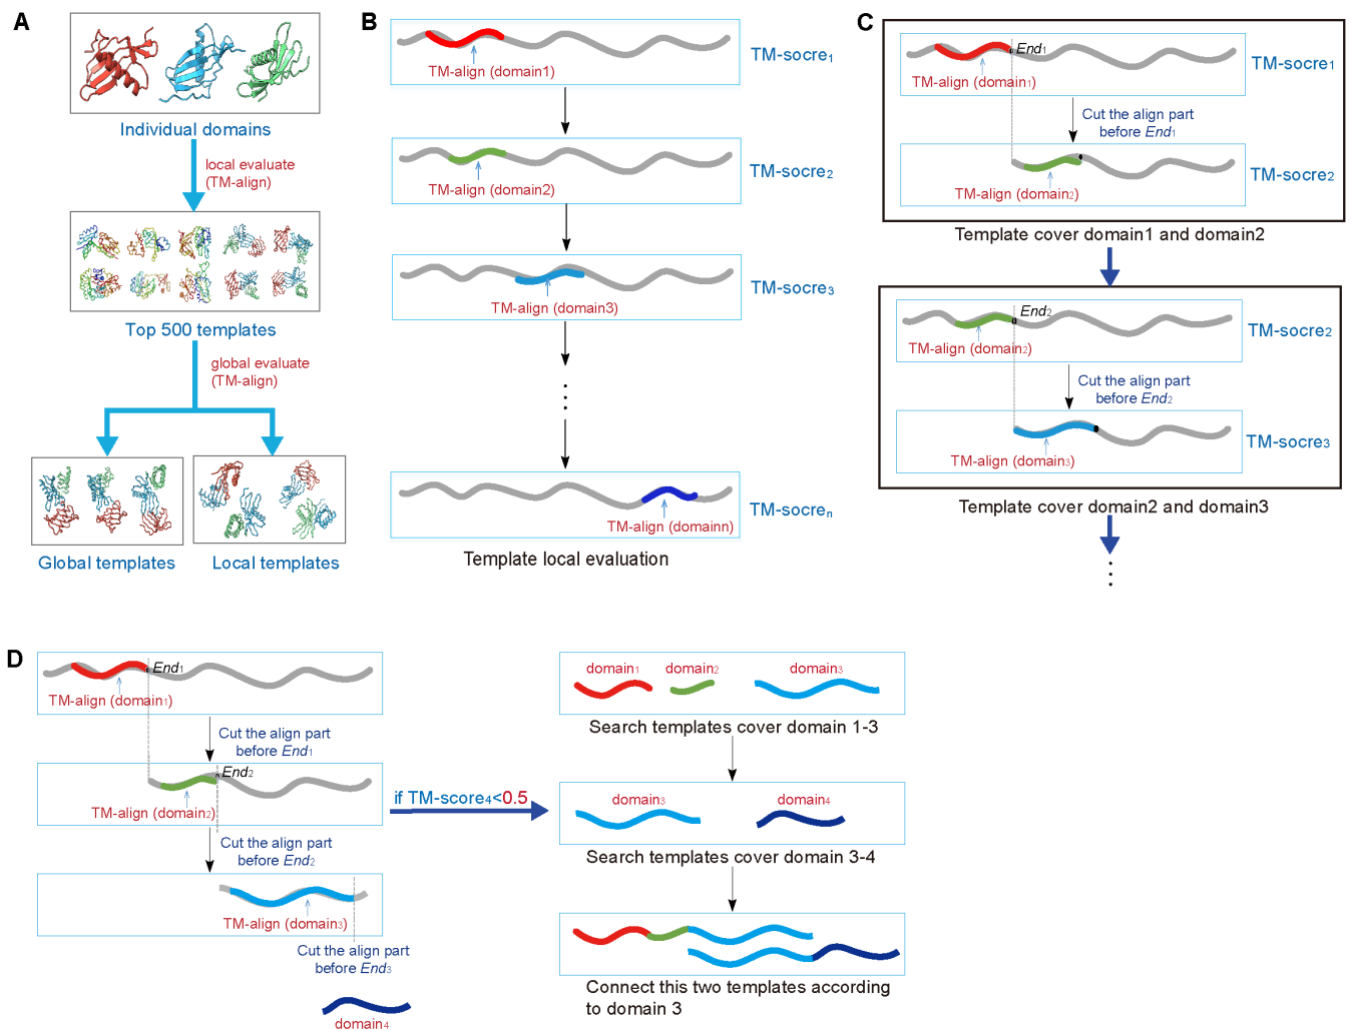 A
Individual domains
local evaluate
(TM-align)
Top 500 templates
global evaluate
(TM-align)
Global templates
Local templates
B
TM-align (domain1)
TM-socre1
TM-align (domain2)
TM-socre2
TM-align (domain3)
TM-socre3
TM-align (domainn)
TM-socren
Template local evaluation
C
End1
TM-align (domain1)
TM-socre1
Cut the align part
before End1
TM-align (domain2)
TM-socre2
Template cover domain1 and domain2
End2
TM-align (domain2)
TM-socre2
Cut the align part
before End2
TM-align (domain3)
TM-socre3
Template cover domain2 and domain3
D
End1
TM-align (domain1)
Cut the align part
before End1
End2
TM-align (domain2)
Cut the align part
before End2
TM-align (domain3)
Cut the align part
before End3
domain4
if TM-score4<0.5
domain1 domain2 domain3
Search templates cover domain 1-3
domain3 domain4
Search templates cover domain 3-4
Connect this two templates according
to domain 3